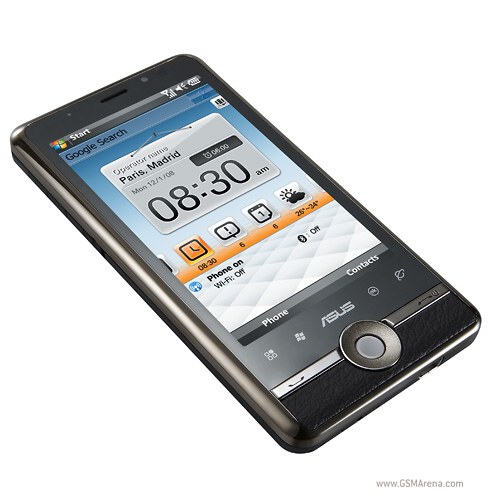 Start
Google Search
Operator name
Paris, Madrid
Mon 12/1/08
06:00
08:30 am
08:30
6
6
26°~34°
Phone on
Wi-Fi: Off
: Off
Phone
Contacts
ASUS
www.GSMArena.com